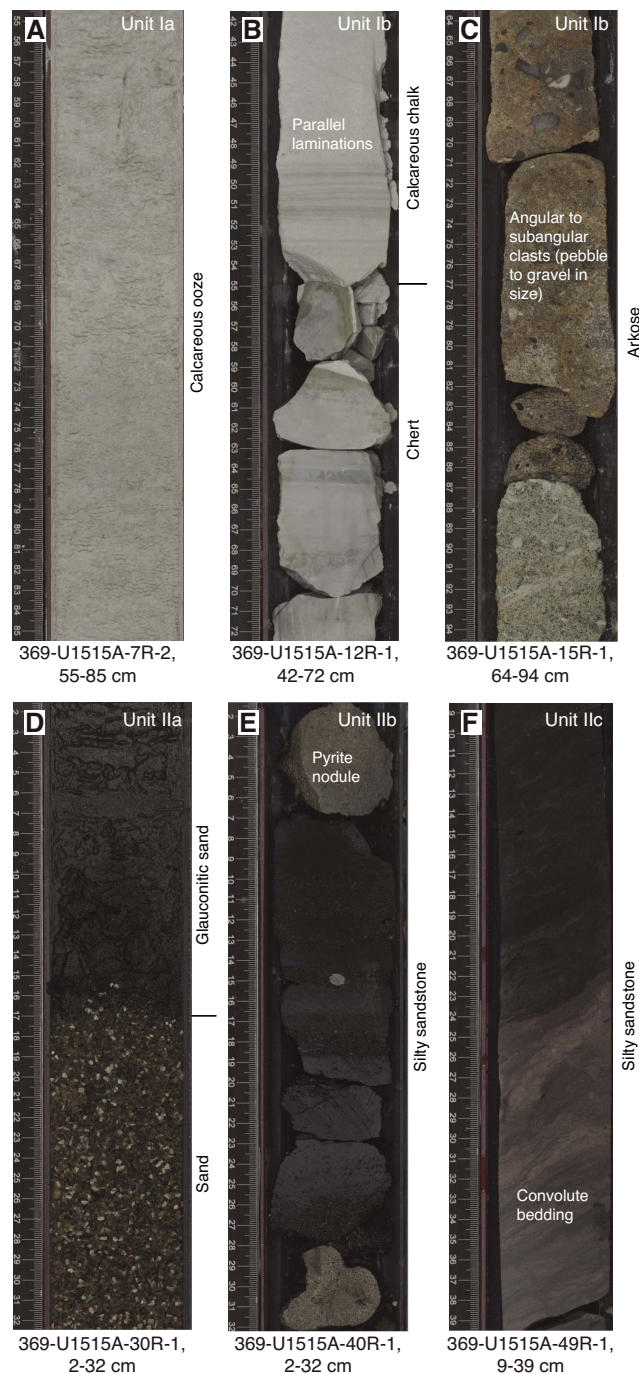 A
Unit Ia
Calcareous ooze
369-U1515A-7R-2,
55-85 cm
B
Unit Ib
Parallel
laminations
Calcareous chalk
Chert
369-U1515A-12R-1,
42-72 cm
C
Unit Ib
Angular to
subangular
clasts (pebble
to gravel in
size)
Arkose
369-U1515A-15R-1,
64-94 cm
D
Unit IIa
Glauconitic sand
Sand
369-U1515A-30R-1,
2-32 cm
E
Unit IIb
Pyrite
nodule
Silty sandstone
369-U1515A-40R-1,
2-32 cm
F
Unit IIc
Convolute
bedding
Silty sandstone
369-U1515A-49R-1,
9-39 cm